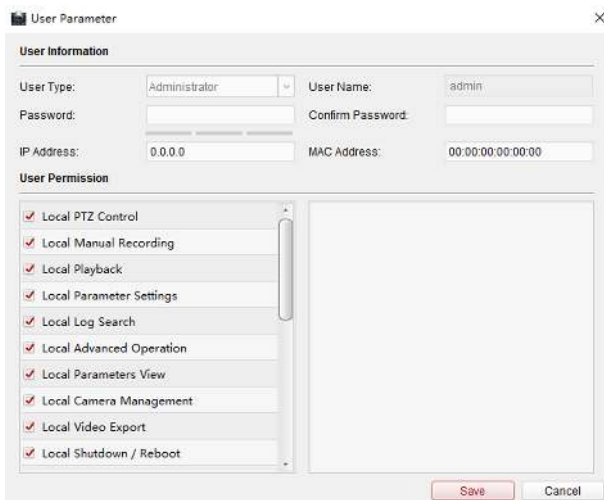 User Parameter
User Information
User Type: Administrator User Name: admin
Password: Confirm Password:
IP Address: 0.0.0.0 MAC Address: 00:00:00:00:00:00
User Permission
Local PTZ Control
Local Manual Recording
Local Playback
Local Parameter Settings
Local Log Search
Local Advanced Operation
Local Parameters View
Local Camera Management
Local Video Export
Local Shutdown / Reboot
Save Cancel